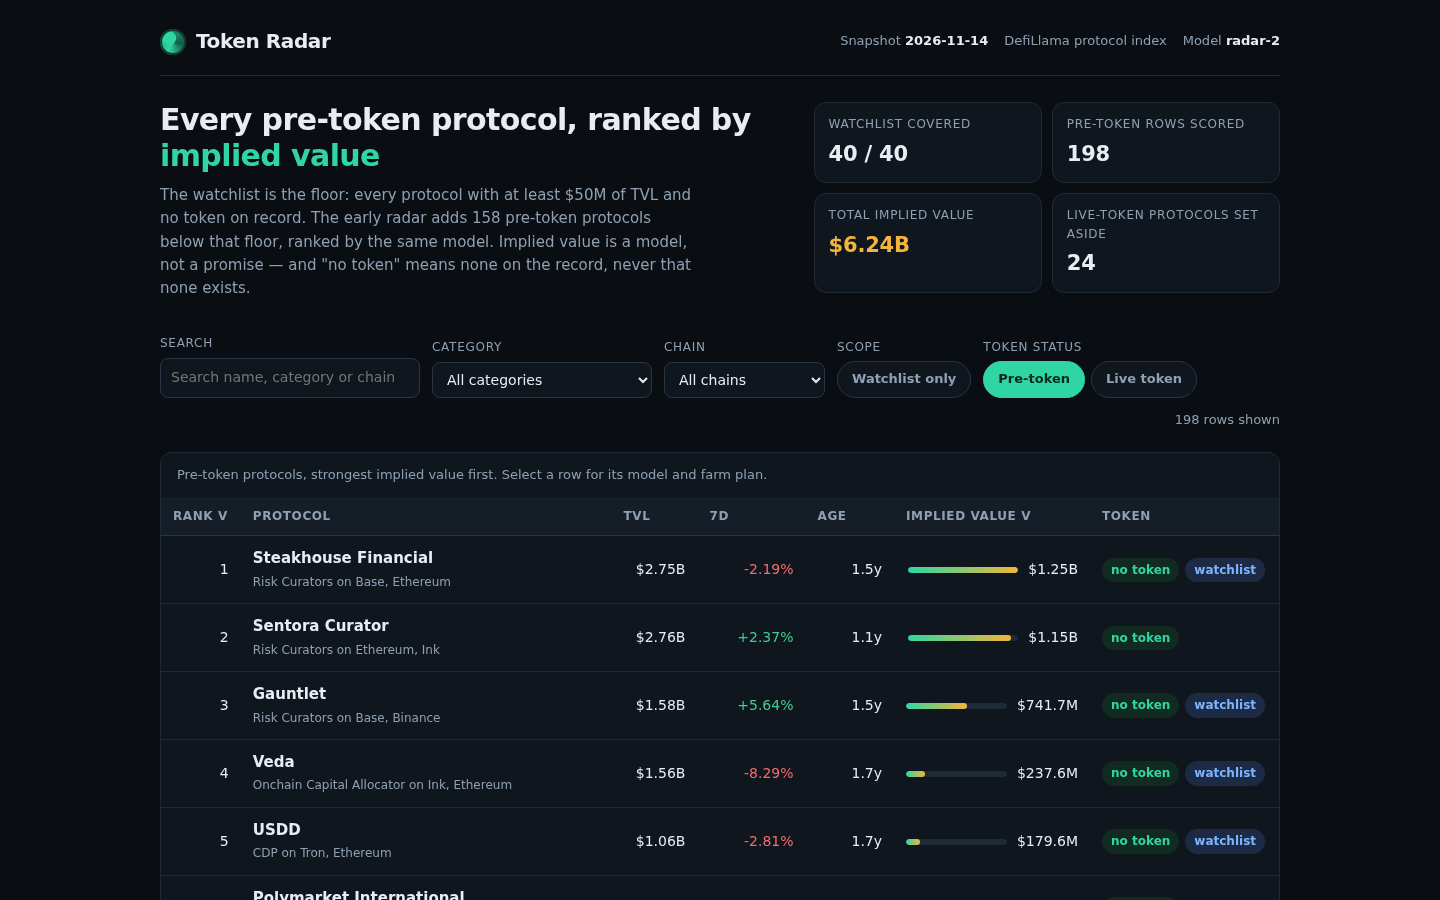 Token Radar
Snapshot 2026-11-14 DefiLlama protocol index Model radar-2
Every pre-token protocol, ranked by
implied value
The watchlist is the floor: every protocol with at least $50M of TVL and
no token on record. The early radar adds 158 pre-token protocols
below that floor, ranked by the same model. Implied value is a model,
not a promise — and "no token" means none on the record, never that
none exists.
WATCHLIST COVERED
40 / 40
PRE-TOKEN ROWS SCORED
198
TOTAL IMPLIED VALUE
$6.24B
LIVE-TOKEN PROTOCOLS SET
ASIDE
24
SEARCH
Search name, category or chain
CATEGORY
All categories
CHAIN
All chains
SCOPE
Watchlist only
TOKEN STATUS
Pre-token Live token
198 rows shown
Pre-token protocols, strongest implied value first. Select a row for its model and farm plan.
RANK V PROTOCOL TVL 7D AGE IMPLIED VALUE V TOKEN
1 Steakhouse Financial $2.75B -2.19% 1.5y $1.25B no token watchlist
Risk Curators on Base, Ethereum
2 Sentora Curator $2.76B +2.37% 1.1y $1.15B no token
Risk Curators on Ethereum, Ink
3 Gauntlet $1.58B +5.64% 1.5y $741.7M no token watchlist
Risk Curators on Base, Binance
4 Veda $1.56B -8.29% 1.7y $237.6M no token watchlist
Onchain Capital Allocator on Ink, Ethereum
5 USDD $1.06B -2.81% 1.7y $179.6M no token watchlist
CDP on Tron, Ethereum
Polymarket International